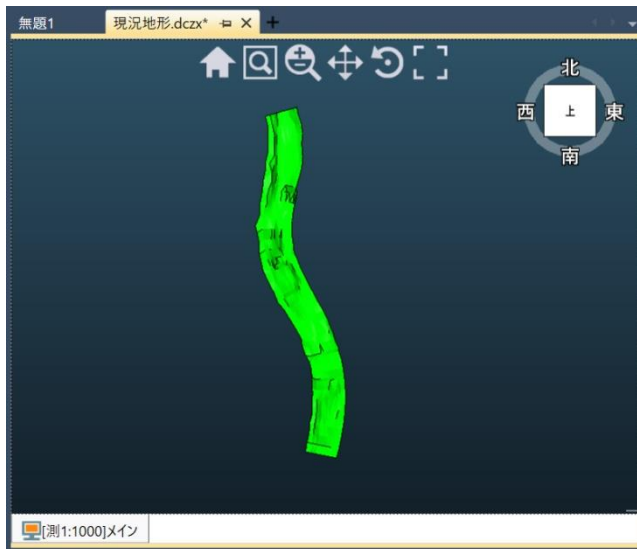 無題1
現況地形.dczx*
北
西
上
東
南
[測1:1000]メイン